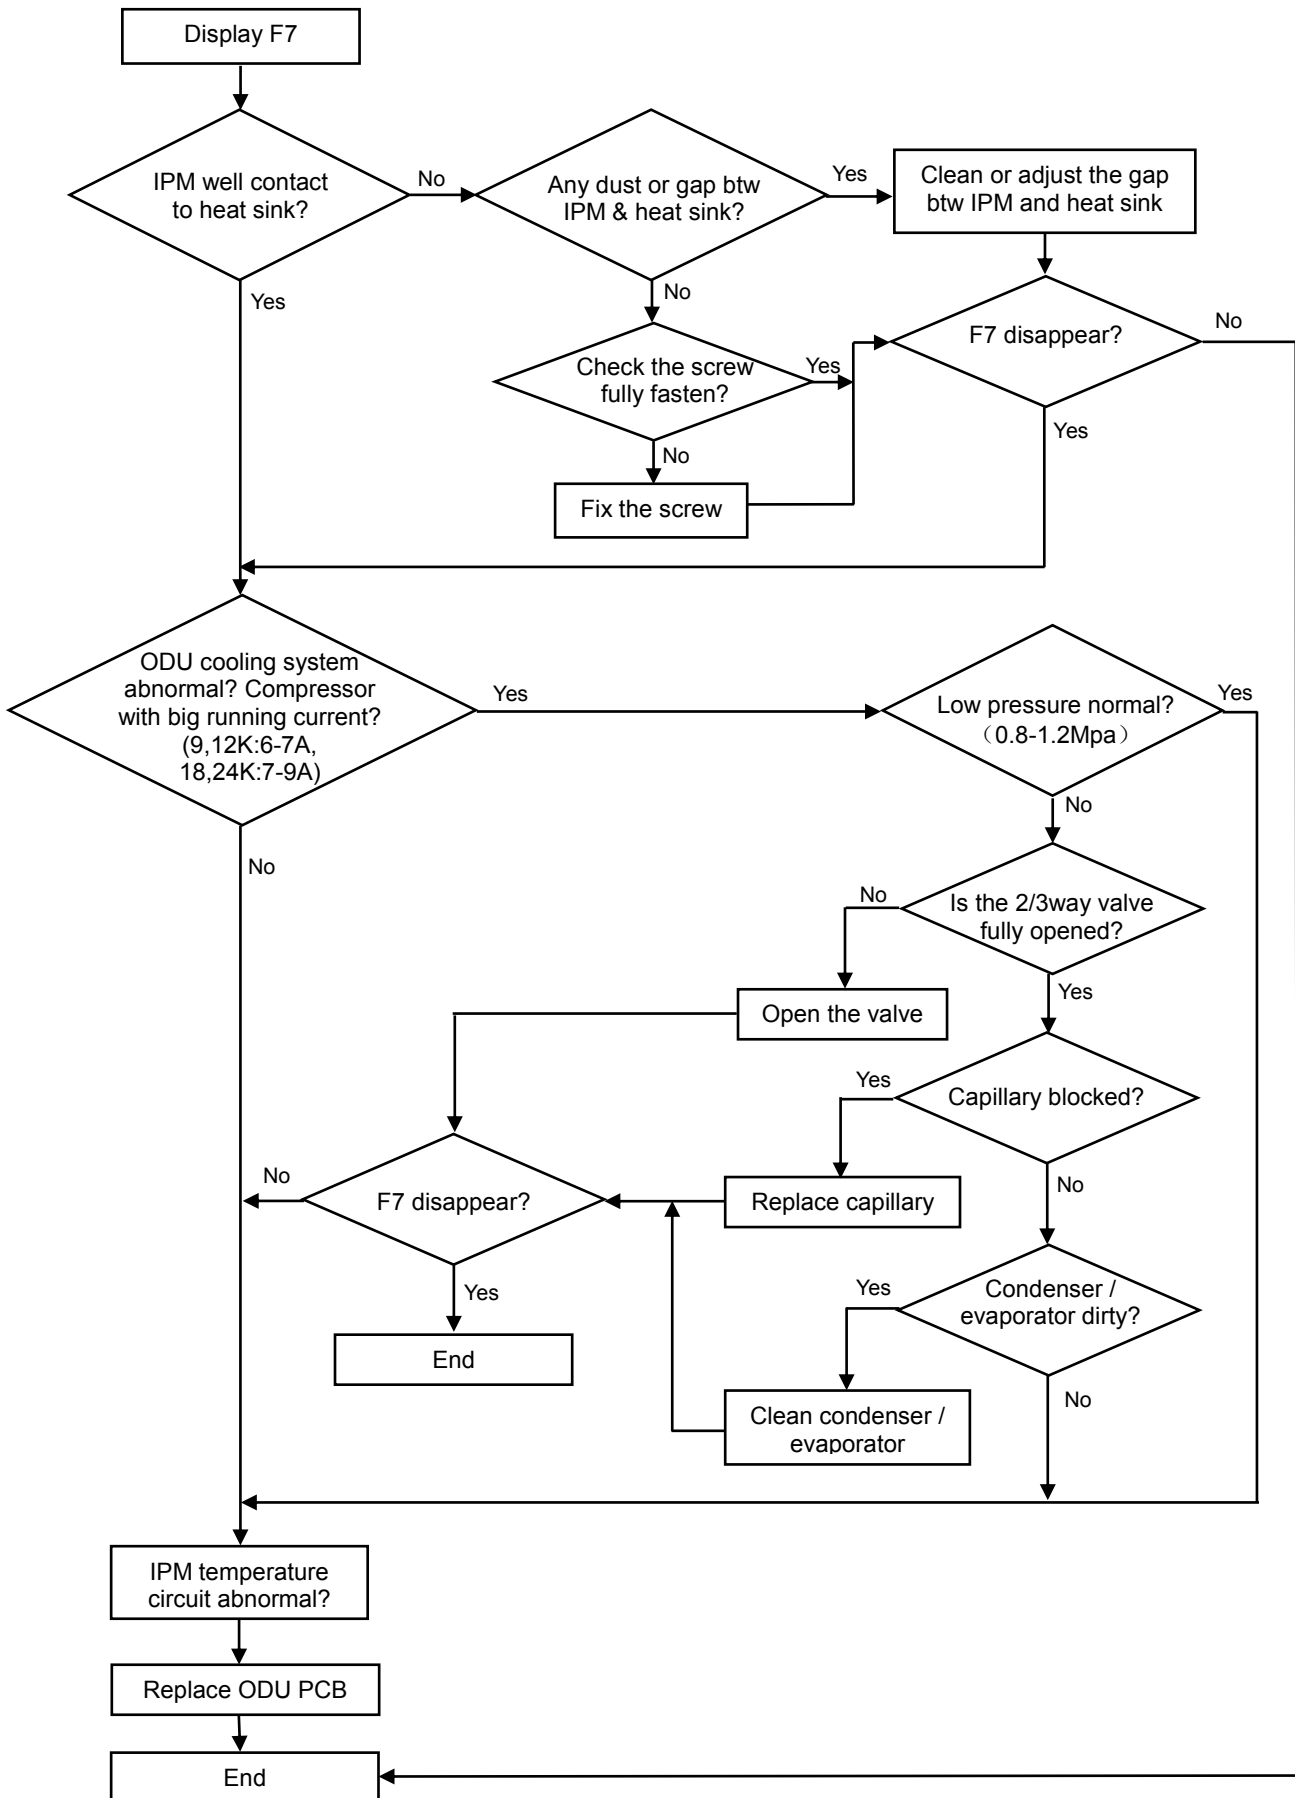 Display F7
IPM well contact
to heat sink?
No
Any dust or gap btw
IPM & heat sink?
Yes
Clean or adjust the gap
btw IPM and heat sink
Yes
No
F7 disappear?
No
Check the screw
fully fasten?
Yes
Yes
No
Fix the screw
ODU cooling system
abnormal? Compressor
with big running current?
(9,12K:6-7A,
18,24K:7-9A)
Yes
Low pressure normal?
（0.8-1.2Mpa）
Yes
No
No
Is the 2/3way valve
fully opened?
No
Yes
Open the valve
Capillary blocked?
Yes
No
Replace capillary
F7 disappear?
No
Yes
End
Condenser /
evaporator dirty?
Yes
No
Clean condenser /
evaporator
IPM temperature
circuit abnormal?
Replace ODU PCB
End